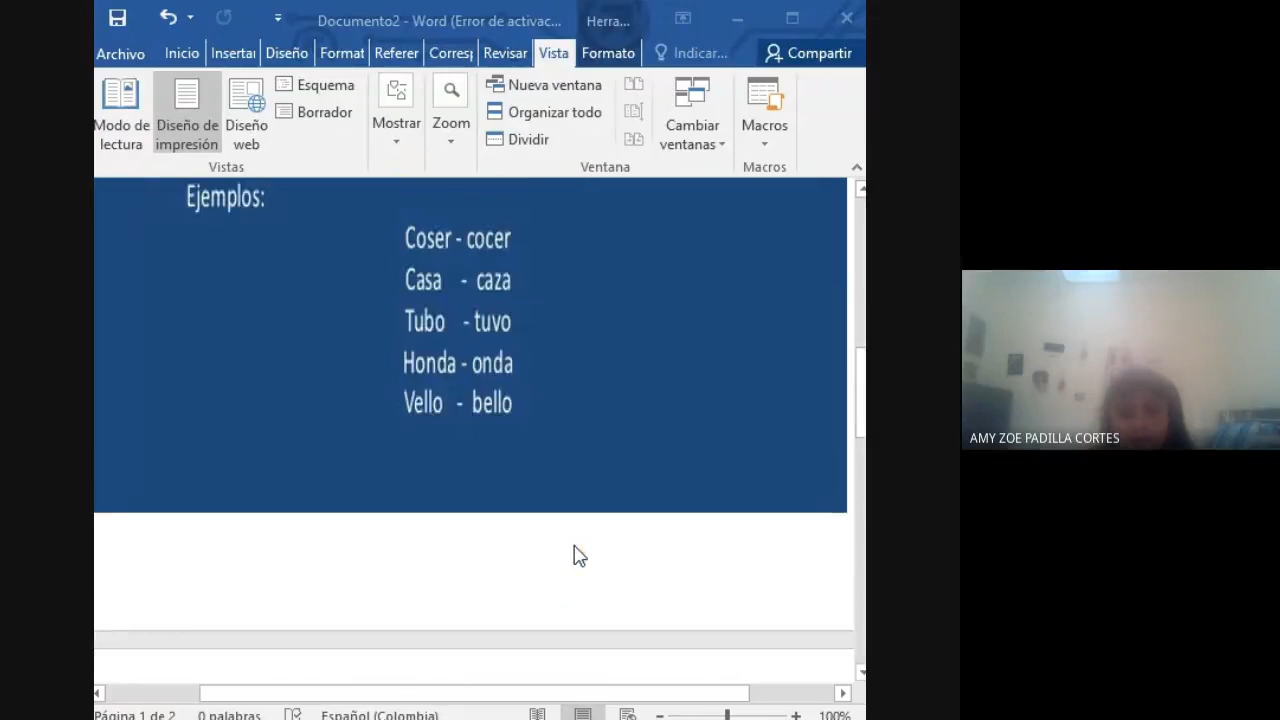 Documento2 - Word (Error de activac...
Herra...
Archivo Inicio Insertar Diseño Format Referer Corresp Revisar Vista Formato Indicar... Compartir
Modo de lectura
Diseño de impresión
Diseño web
Esquema
Borrador
Vistas
Mostrar
Zoom
Nueva ventana
Organizar todo
Dividir
Ventana
Cambiar ventanas
Macros
Macros
Ejemplos:
Coser - cocer
Casa - caza
Tubo - tuvo
Honda - onda
Vello - bello
AMY ZOE PADILLA CORTES
Página 1 de 2 0 palabras Español (Colombia) 100%